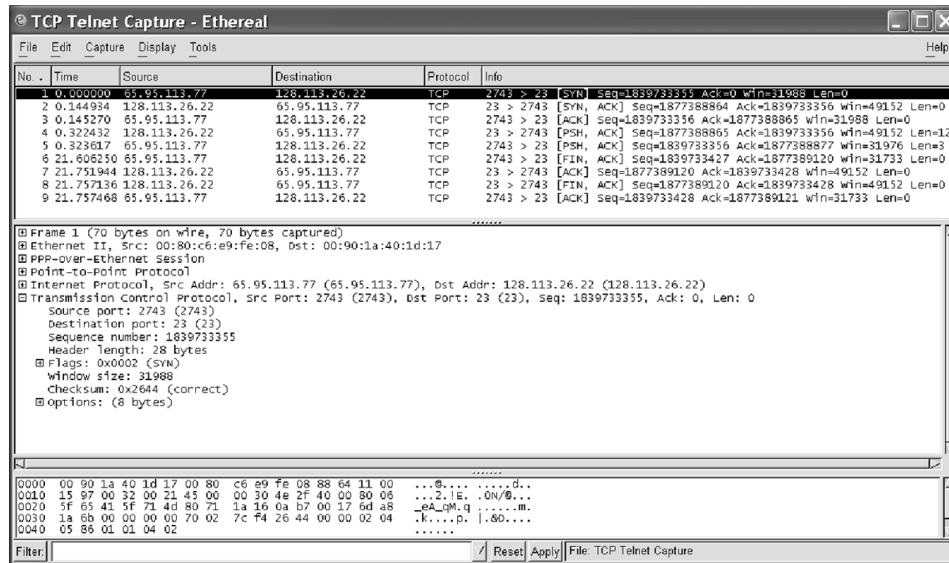 TCP Telnet Capture - Ethereal
File Edit Capture Display Tools Help
No. . Time Source Destination Protocol Info
1 0.000000 65.95.113.77 128.113.26.22 TCP 2743 > 23 [SYN] Seq=1839733355 Ack=0 Win=31988 Len=0
2 0.144934 128.113.26.22 65.95.113.77 TCP 23 > 2743 [SYN, ACK] Seq=1877388864 Ack=1839733356 Win=49152 Len=0
3 0.145270 65.95.113.77 128.113.26.22 TCP 2743 > 23 [ACK] Seq=1839733356 Ack=1877388865 Win=31988 Len=0
4 0.322432 128.113.26.22 65.95.113.77 TCP 23 > 2743 [PSH, ACK] Seq=1877388865 Ack=1839733356 Win=49152 Len=12
5 0.323617 65.95.113.77 128.113.26.22 TCP 2743 > 23 [PSH, ACK] Seq=1839733356 Ack=1877388877 Win=31976 Len=3
6 21.606250 65.95.113.77 128.113.26.22 TCP 2743 > 23 [FIN, ACK] Seq=1839733427 Ack=1877389120 Win=31733 Len=0
7 21.751944 128.113.26.22 65.95.113.77 TCP 23 > 2743 [ACK] Seq=1877389120 Ack=1839733428 Win=49152 Len=0
8 21.757136 128.113.26.22 65.95.113.77 TCP 23 > 2743 [FIN, ACK] Seq=1877389120 Ack=1839733428 Win=49152 Len=0
9 21.757468 65.95.113.77 128.113.26.22 TCP 2743 > 23 [ACK] Seq=1839733428 Ack=1877389121 Win=31733 Len=0
Frame 1 (70 bytes on wire, 70 bytes captured)
Ethernet II, Src: 00:80:c6:e9:fe:08, Dst: 00:90:1a:40:1d:17
PPP-over-Ethernet Session
Point-to-Point Protocol
Internet Protocol, Src Addr: 65.95.113.77 (65.95.113.77), Dst Addr: 128.113.26.22 (128.113.26.22)
Transmission Control Protocol, Src Port: 2743 (2743), Dst Port: 23 (23), Seq: 1839733355, Ack: 0, Len: 0
Source port: 2743 (2743)
Destination port: 23 (23)
Sequence number: 1839733355
Header length: 28 bytes
Flags: 0x0002 (SYN)
Window size: 31988
Checksum: 0x2644 (correct)
Options: (8 bytes)
0000 00 90 1a 40 1d 17 00 80 c6 e9 fe 08 88 64 11 00 ...@.... .....d..
0010 15 97 00 32 00 21 45 00 00 30 4e 2f 40 00 80 06 ...2.!E. .0N/@...
0020 5f 65 41 5f 71 4d 80 71 1a 16 0a b7 00 17 6d a8 _eA_qM.q ......m.
0030 1a 6b 00 00 00 00 70 02 7c f4 26 44 00 00 02 04 .k....p. |.&D....
0040 05 86 01 01 04 02 ......
Filter: / Reset Apply File: TCP Telnet Capture